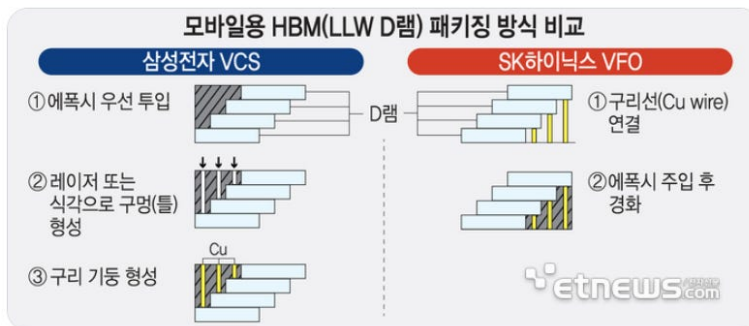 모바일용 HBM(LLW D램) 패키징 방식 비교
삼성전자 VCS
①에폭시 우선 투입
② 레이저 또는
식각으로 구멍(틀)
형성
Cu
③ 구리 기둥 형성
D램
SK하이닉스 VFO
①구리선(Cu wire)
연결
②에폭시 주입 후
경화
etnews.com